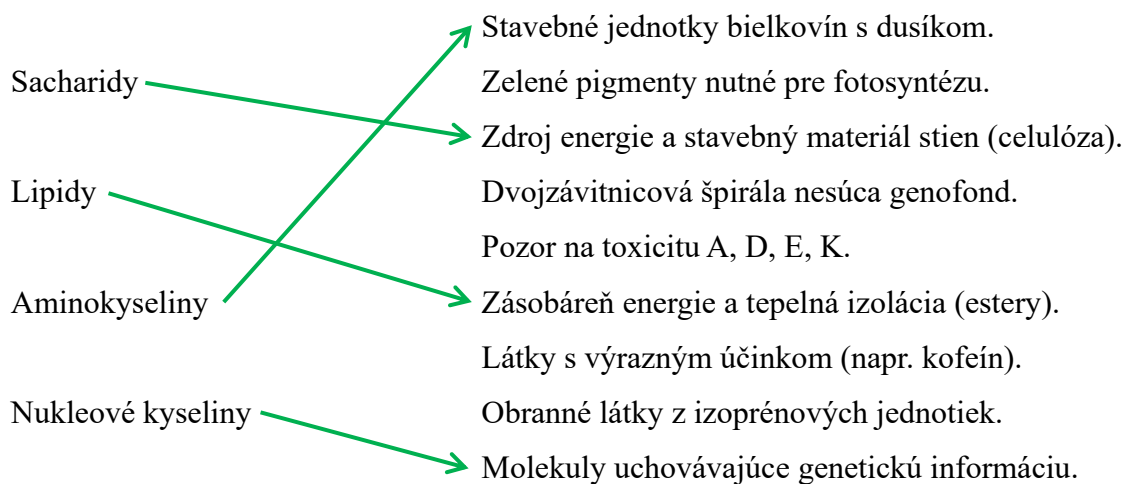 Stavebné jednotky bielkovín s dusíkom.
Sacharidy
Zelené pigmenty nutné pre fotosyntézu.
Zdroj energie a stavebný materiál stien (celulóza).
Lipidy
Dvojzávitnicová špirála nesúca genofond.
Pozor na toxicitu A, D, E, K.
Aminokyseliny
Zásobáreň energie a tepelná izolácia (estery).
Látky s výrazným účinkom (napr. kofeín).
Nukleové kyseliny
Obranné látky z izoprénových jednotiek.
Molekuly uchovávajúce genetickú informáciu.